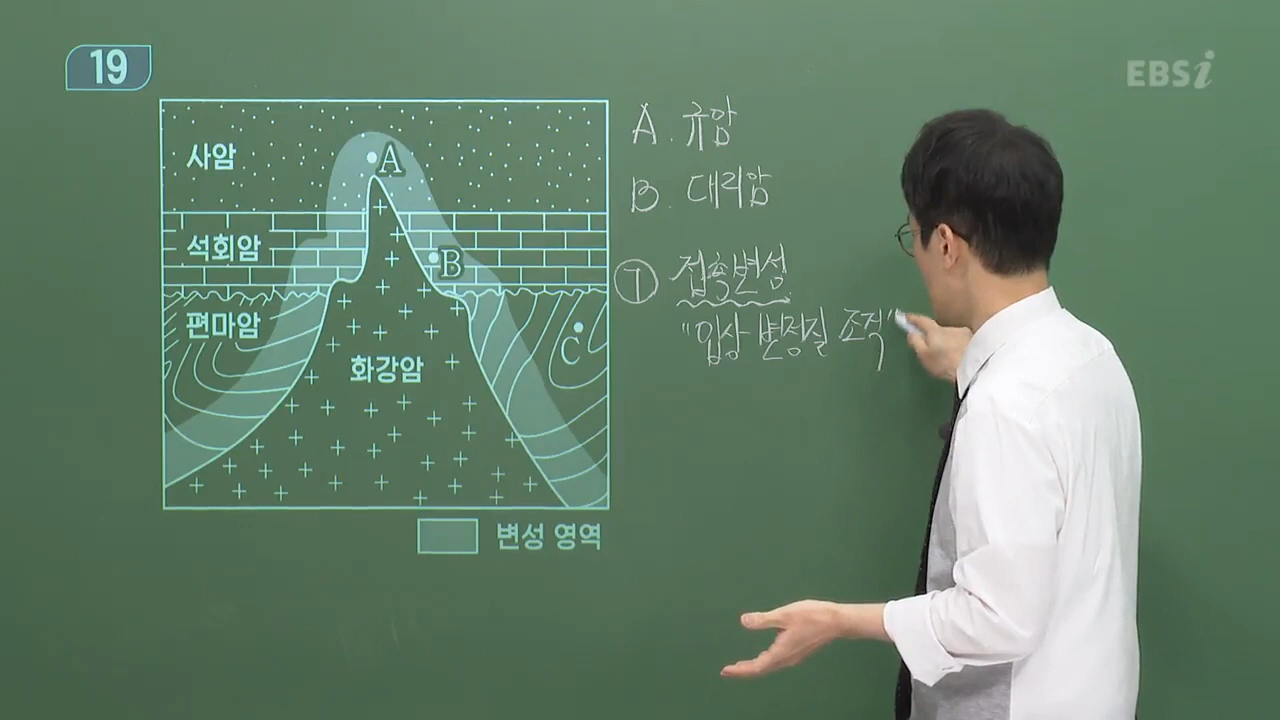 19
EBSi
사암
A
석회암
B
편마암
C
화강암
변성 영역
A. 규암
B. 대리암
㉠ 접촉변성
"입상 변정질 조직"